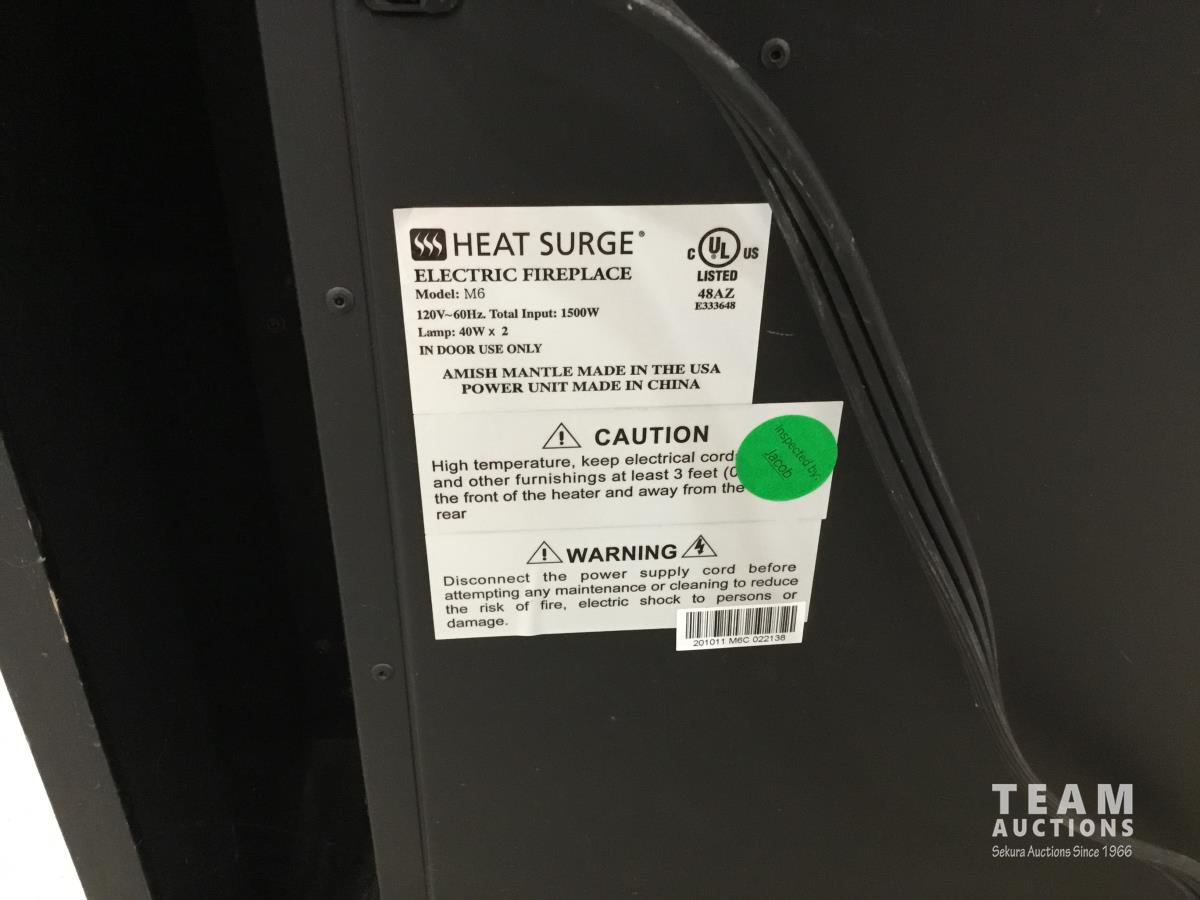 HEAT SURGE®
ELECTRIC FIREPLACE
Model: M6
120V~60Hz. Total Input: 1500W
Lamp: 40W x 2
IN DOOR USE ONLY
C UL US
LISTED
48AZ
E333648
AMISH MANTLE MADE IN THE USA
POWER UNIT MADE IN CHINA
CAUTION
High temperature, keep electrical
and other furnishings at least 3 feet
the front of the heater and away from the
rear
Inspected by:
Jacob
WARNING
Disconnect the power supply cord before
attempting any maintenance or cleaning to reduce
the risk of fire, electric shock to persons or
damage.
201011 M6C 022138
TEAM
AUCTIONS
Sekura Auctions Since 1966